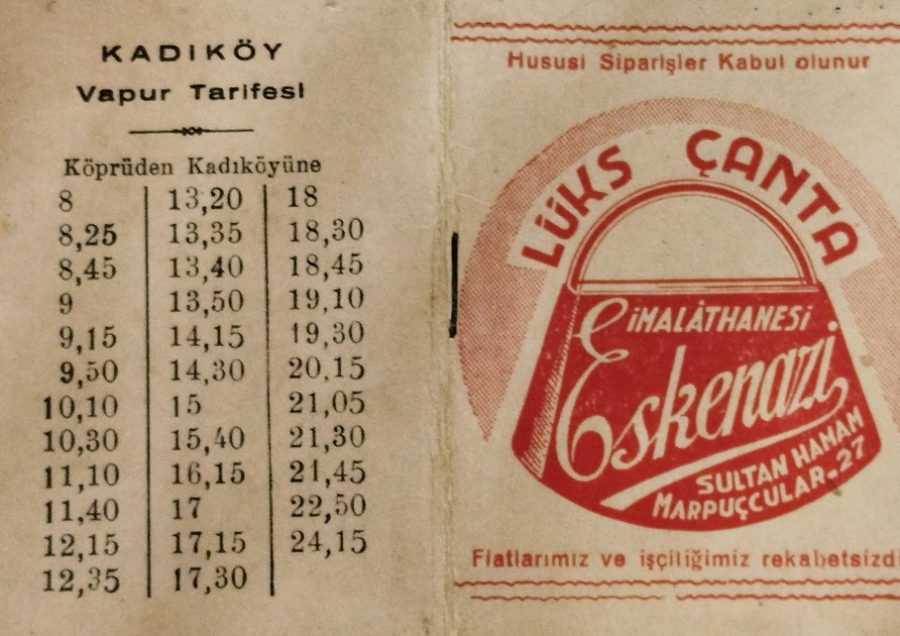 KADIKÖY
Vapur Tarifesi
Köprüden Kadıköyüne
8 13,20 18
8,25 13,35 18,30
8,45 13,40 18,45
9 13,50 19,10
9,15 14,15 19,30
9,50 14,30 20,15
10,10 15 21,05
10,30 15,40 21,30
11,10 16,15 21,45
11,40 17 22,50
12,15 17,15 24,15
12,35 17,30
Hususi Siparişler Kabul olunur
LÜKS ÇANTA
İMALÂTHANESİ
Eskenazi
SULTAN HAMAM
MARPUÇÇULAR-27
Fiatlarımız ve işçiliğimiz rekabetsizdi